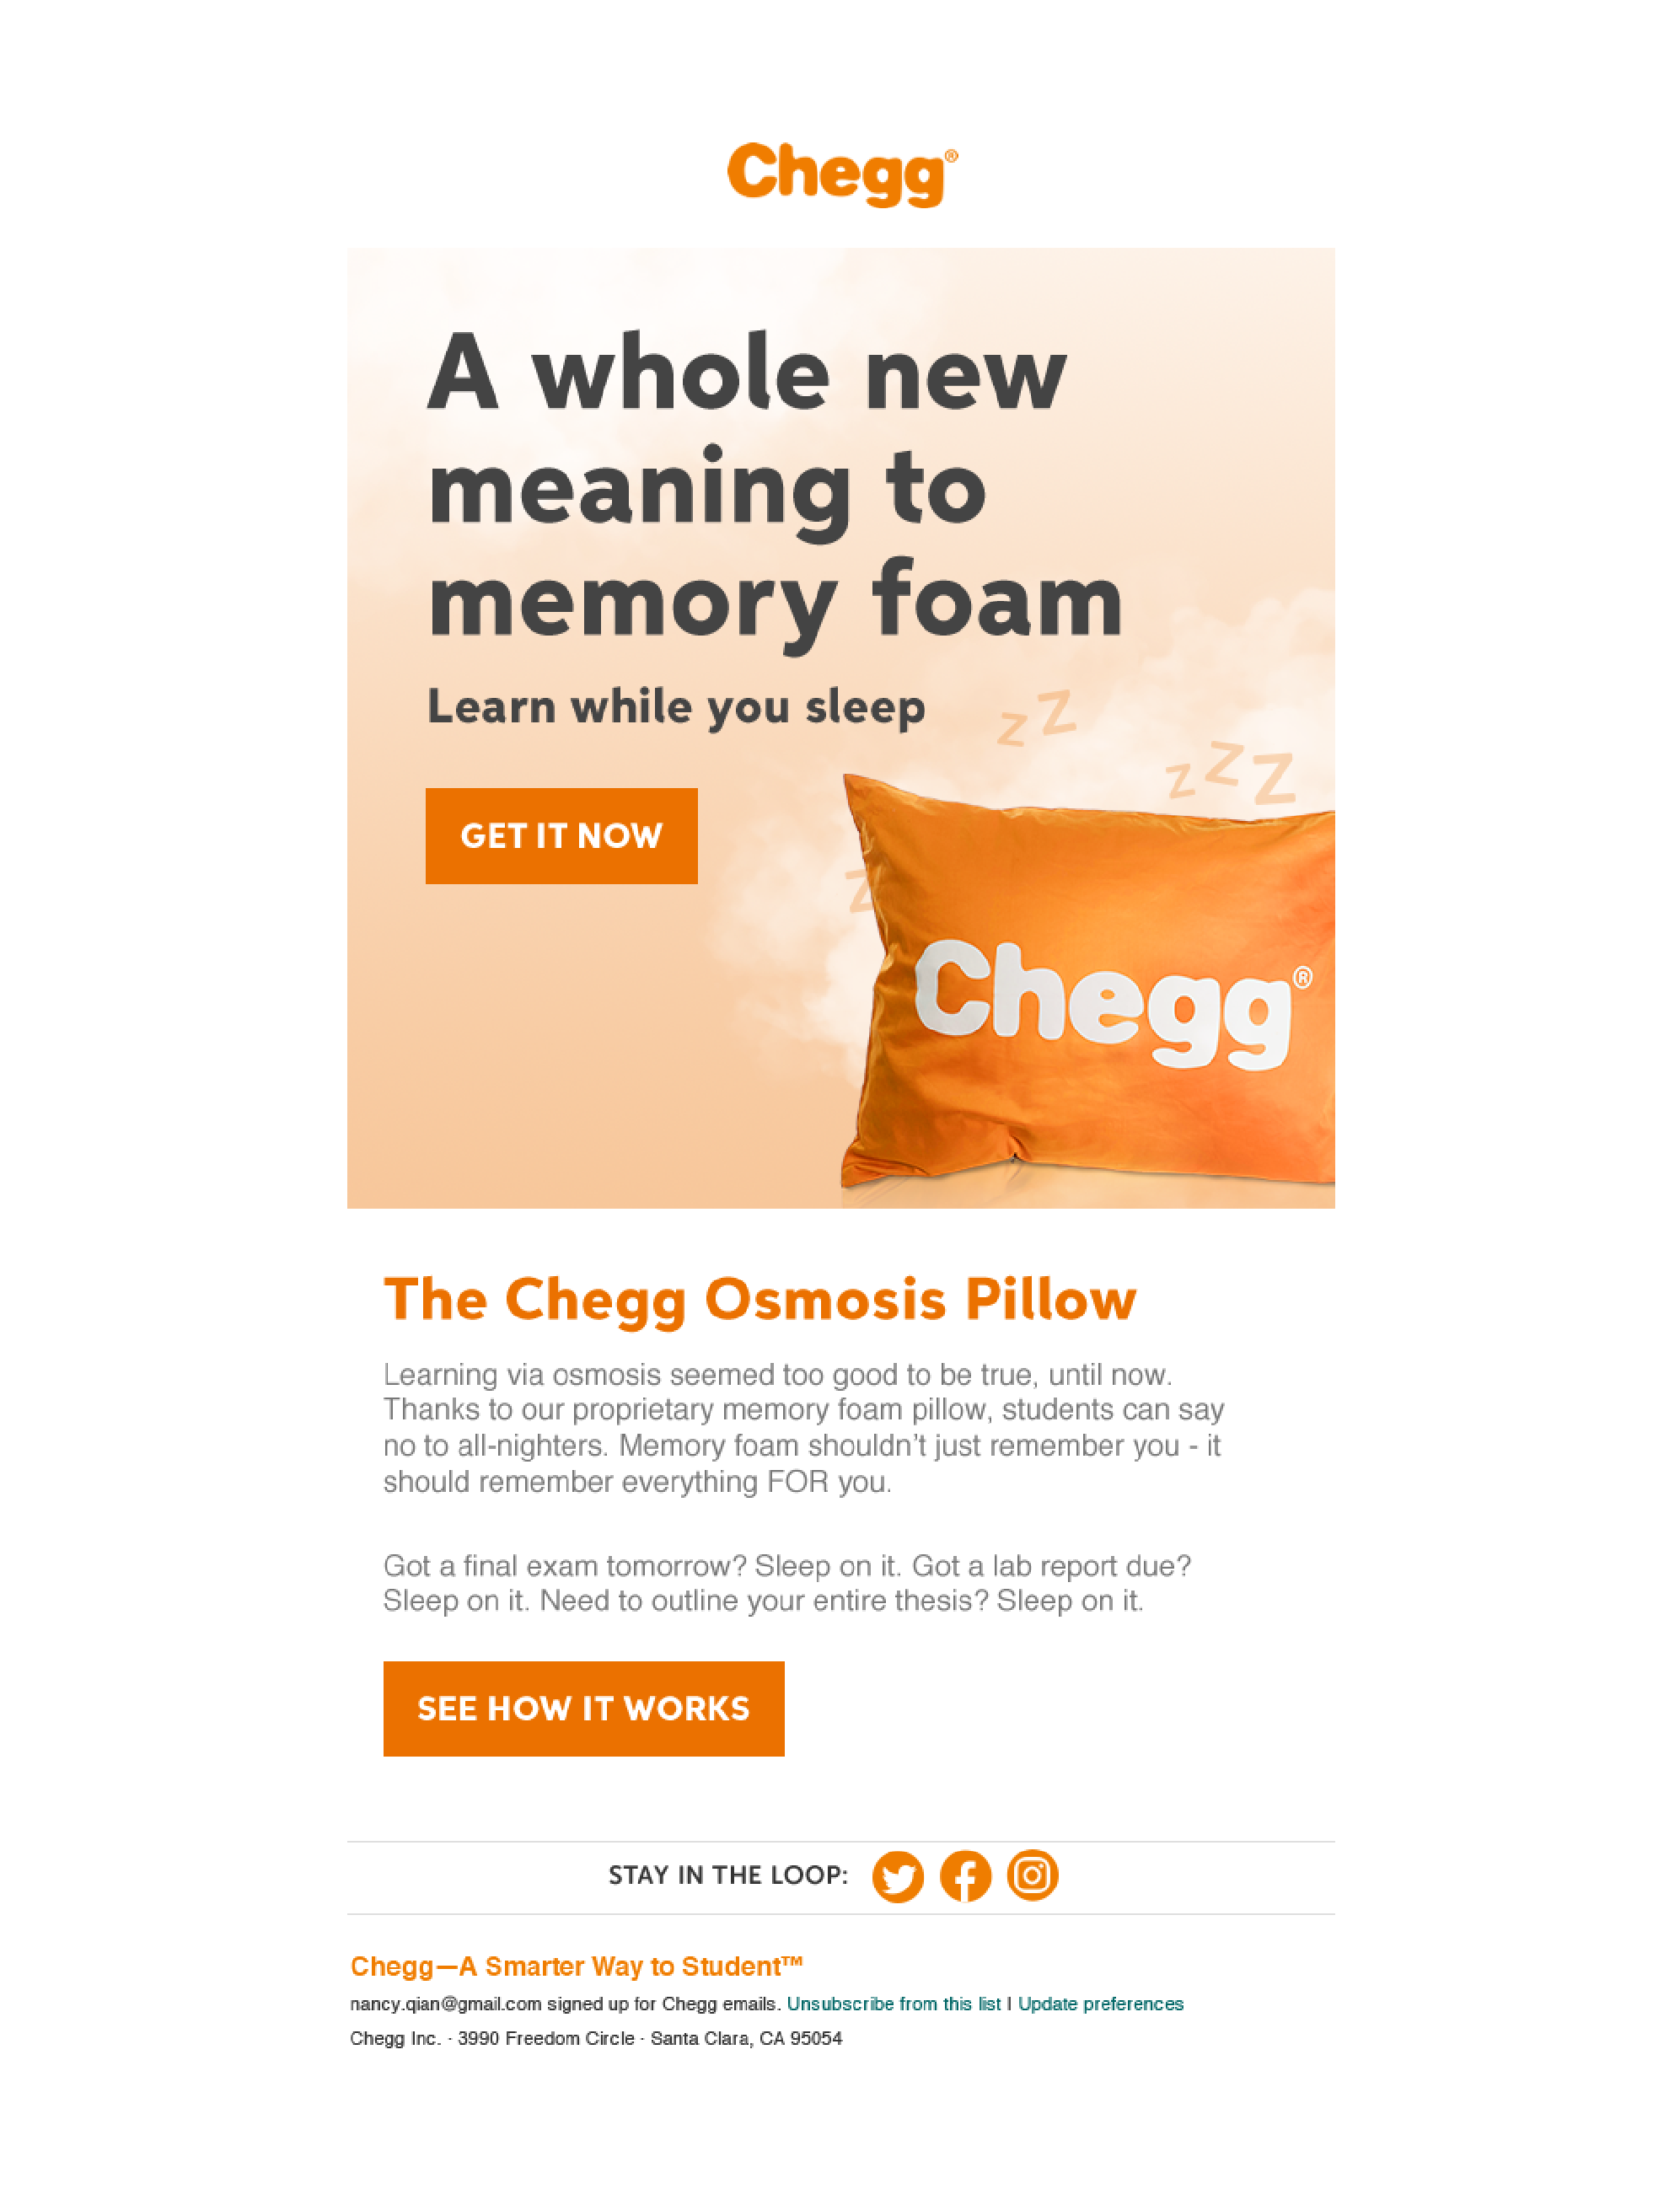 Chegg®
A whole new
meaning to
memory foam
Learn while you sleep
z Z
z Z Z
GET IT NOW
Z
Chegg®
The Chegg Osmosis Pillow
Learning via osmosis seemed too good to be true, until now.
Thanks to our proprietary memory foam pillow, students can say
no to all-nighters. Memory foam shouldn’t just remember you - it
should remember everything FOR you.
Got a final exam tomorrow? Sleep on it. Got a lab report due?
Sleep on it. Need to outline your entire thesis? Sleep on it.
SEE HOW IT WORKS
STAY IN THE LOOP:
Chegg—A Smarter Way to Student™
nancy.qian@gmail.com signed up for Chegg emails. Unsubscribe from this list | Update preferences
Chegg Inc. · 3990 Freedom Circle · Santa Clara, CA 95054